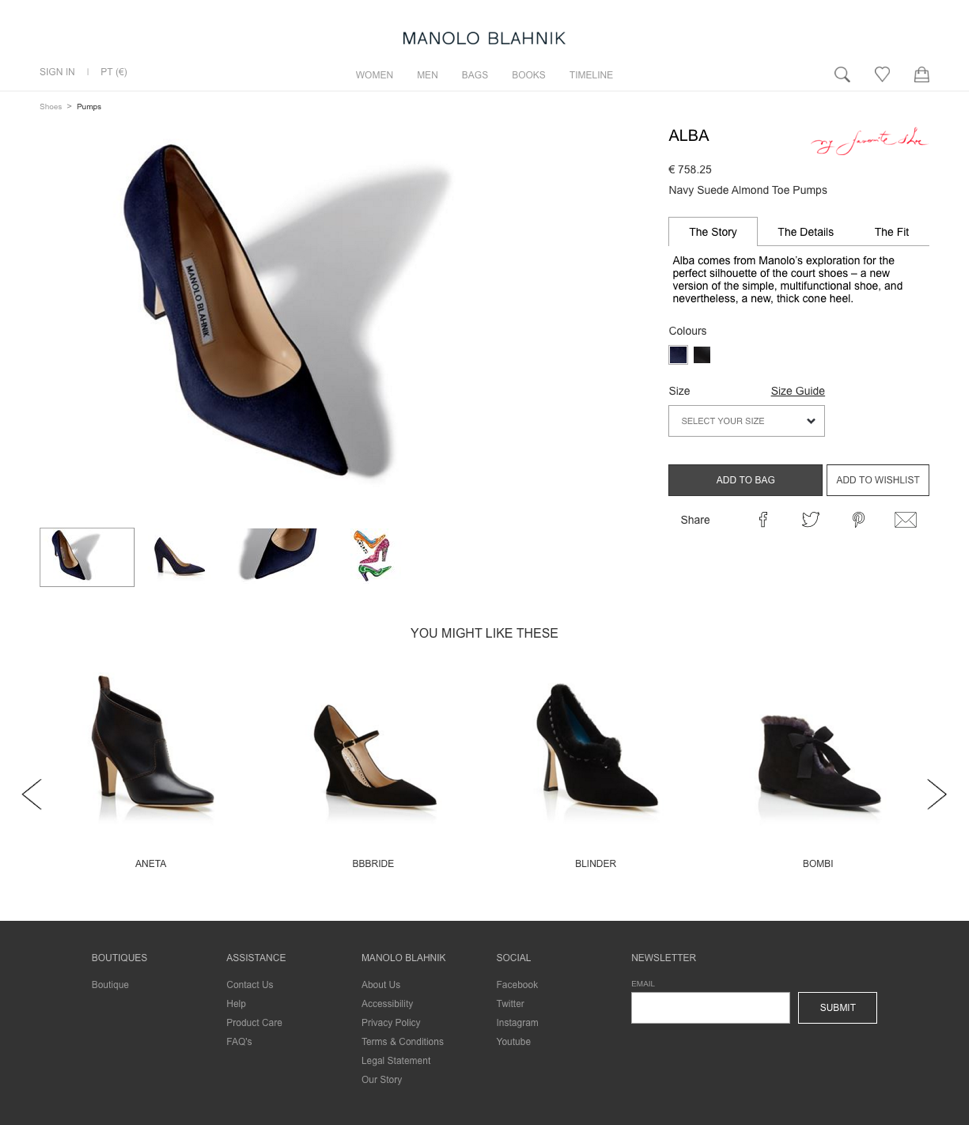 MANOLO BLAHNIK
SIGN IN | PT (€)
WOMEN MEN BAGS BOOKS TIMELINE
Shoes > Pumps
MANOLO BLAHNIK
ALBA
my favourite shoe
€ 758.25
Navy Suede Almond Toe Pumps
The Story The Details The Fit
Alba comes from Manolo's exploration for the
perfect silhouette of the court shoes – a new
version of the simple, multifunctional shoe, and
nevertheless, a new, thick cone heel.
Colours
Size Size Guide
SELECT YOUR SIZE
ADD TO BAG ADD TO WISHLIST
Share
YOU MIGHT LIKE THESE
ANETA BBBRIDE BLINDER BOMBI
BOUTIQUES
Boutique
ASSISTANCE
Contact Us
Help
Product Care
FAQ's
MANOLO BLAHNIK
About Us
Accessibility
Privacy Policy
Terms & Conditions
Legal Statement
Our Story
SOCIAL
Facebook
Twitter
Instagram
Youtube
NEWSLETTER
EMAIL
SUBMIT